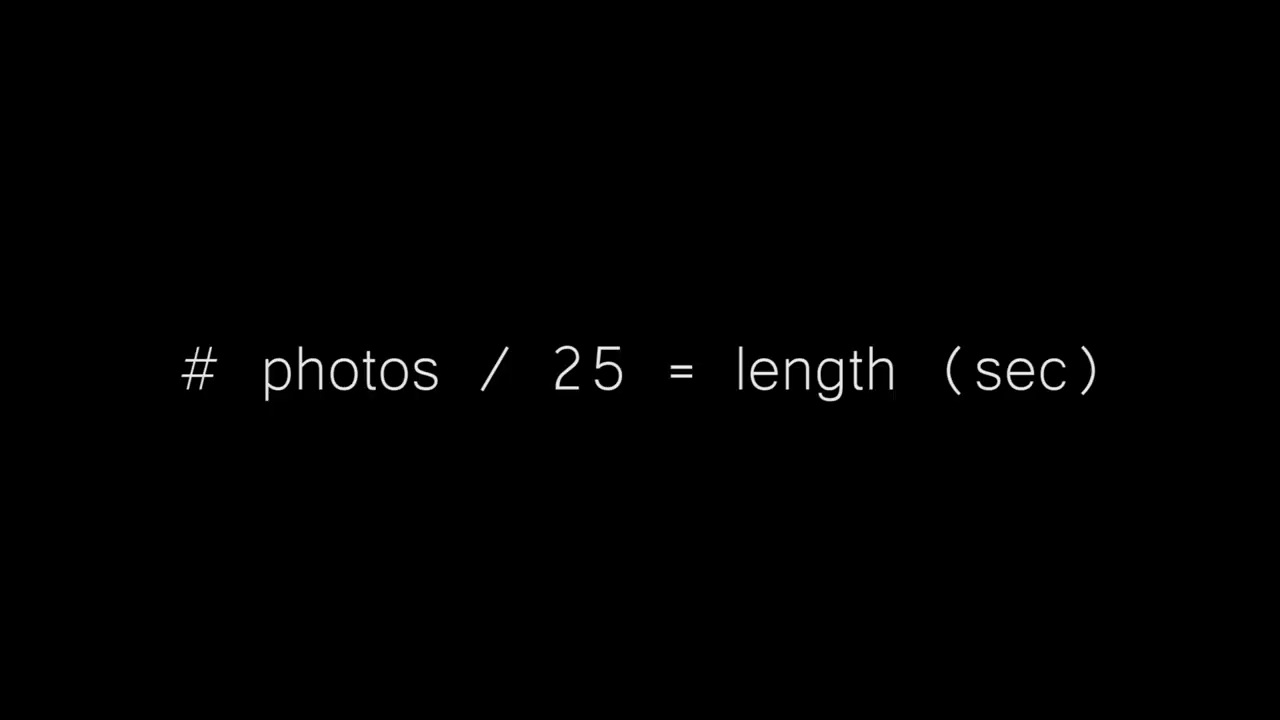 # photos / 25 = length (sec)